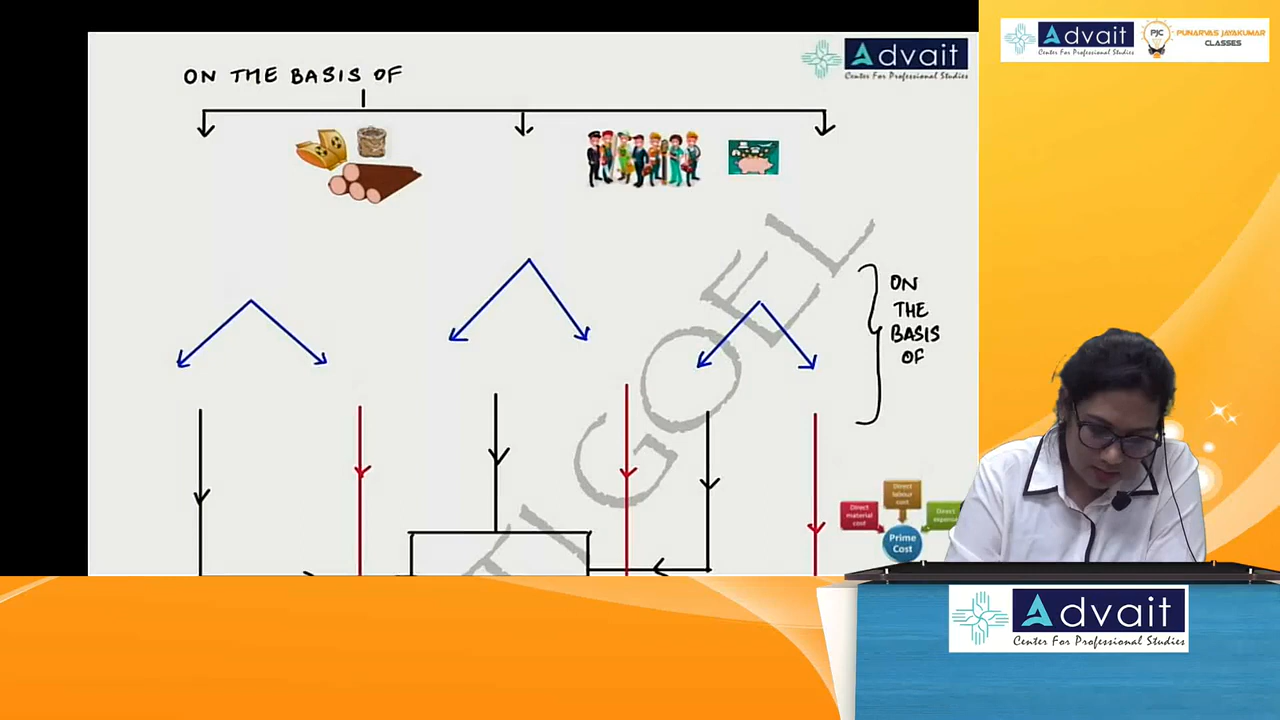 ON THE BASIS OF
Advait
Center For Professional Studies
Advait
Center For Professional Studies
PJC
PUNARVAS JAYAKUMAR
CLASSES
ON
THE
BASIS
OF
TI GOEL
Direct
labour
cost
Direct
material
cost
Direct
Prime
Cost
Advait
Center For Professional Studies